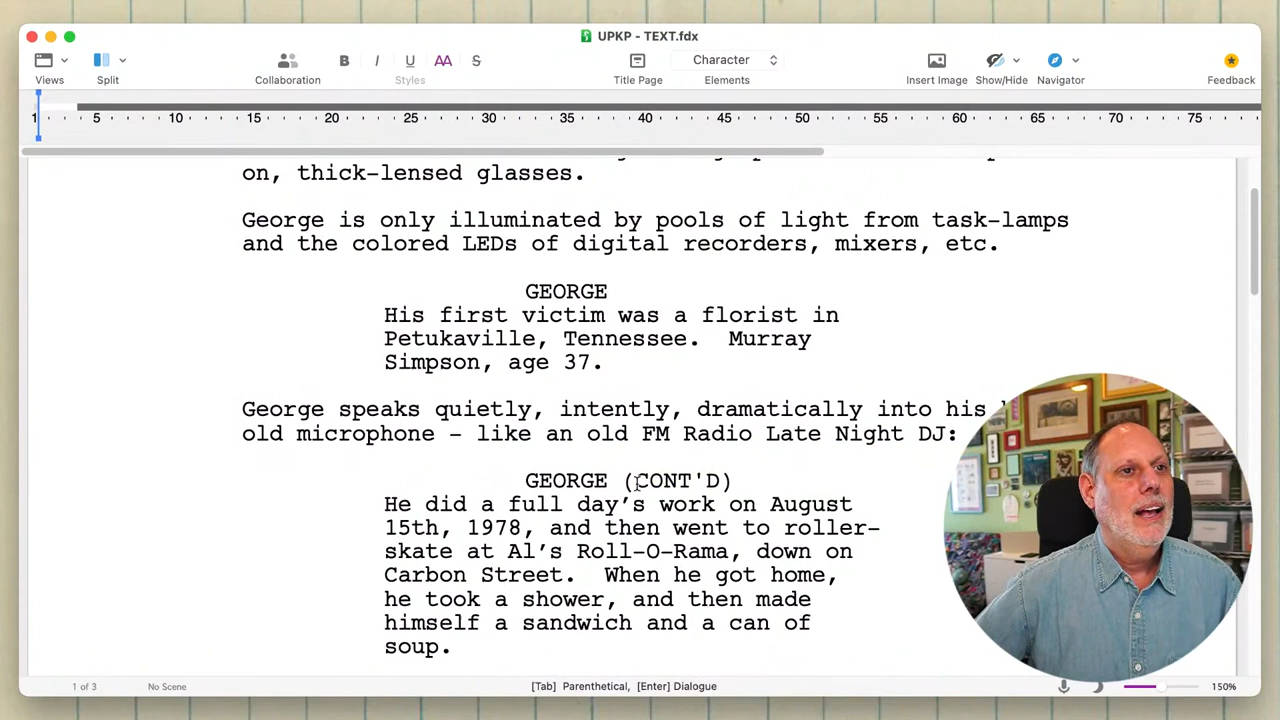 UPKP - TEXT.fdx
Views
Split
Collaboration
B I U AA S
Styles
Title Page
Character
Elements
Insert Image
Show/Hide
Navigator
Feedback
1 5 10 15 20 25 30 35 40 45 50 55 60 65 70 75
on, thick-lensed glasses.
George is only illuminated by pools of light from task-lamps
and the colored LEDs of digital recorders, mixers, etc.
GEORGE
His first victim was a florist in
Petukaville, Tennessee.  Murray
Simpson, age 37.
George speaks quietly, intently, dramatically into his
old microphone – like an old FM Radio Late Night DJ:
GEORGE (CONT'D)
He did a full day’s work on August
15th, 1978, and then went to roller-
skate at Al’s Roll-O-Rama, down on
Carbon Street.  When he got home,
he took a shower, and then made
himself a sandwich and a can of
soup.
1 of 3
No Scene
[Tab]  Parenthetical,  [Enter] Dialogue
150%